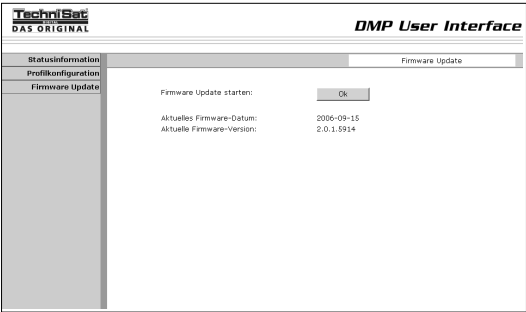 TechniSat
DIGITAL
DAS ORIGINAL
DMP User Interface
Statusinformation
Profilkonfiguration
Firmware Update
Firmware Update
Firmware Update starten:
Ok
Aktuelles Firmware-Datum:
2006-09-15
Aktuelle Firmware-Version:
2.0.1.5914